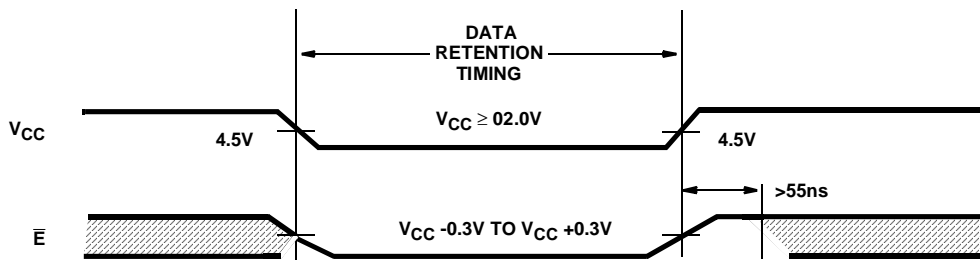 DATA
RETENTION
TIMING
VCC
4.5V
VCC ≥ 02.0V
4.5V
>55ns
E̅
VCC -0.3V TO VCC +0.3V